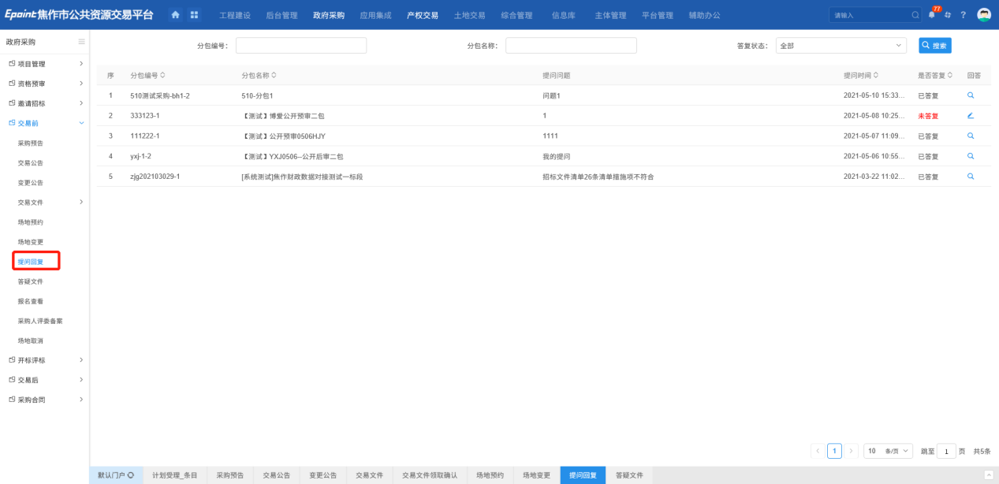 Epoint焦作市公共资源交易平台 工程建设 后台管理 政府采购 应用集成 产权交易 土地交易 综合管理 信息库 主体管理 平台管理 辅助办公 请输入 77 ?
政府采购
项目管理
资格预审
邀请招标
交易前
采购预告
交易公告
变更公告
交易文件
场地预约
场地变更
提问回复
答疑文件
报名查看
采购人评委备案
场地取消
开标评标
交易后
采购合同
分包编号： 分包名称： 答复状态： 全部 搜索
序 分包编号 分包名称 提问问题 提问时间 是否答复 回答
1 510测试采购-bh1-2 510-分包1 问题1 2021-05-10 15:33... 已答复
2 333123-1 【测试】博爱公开预审二包 1 2021-05-08 10:25... 未答复
3 111222-1 【测试】公开预审0506HJY 1111 2021-05-07 11:09... 已答复
4 yxj-1-2 【测试】YXJ0506--公开后审二包 我的提问 2021-05-06 10:55... 已答复
5 zjg202103029-1 [系统测试]焦作财政数据对接测试一标段 招标文件清单26条清单措施项不符合 2021-03-22 11:02... 已答复
1 10 条/页 跳至 1 页 共5条
默认门户 计划受理_条目 采购预告 交易公告 变更公告 交易文件 交易文件领取确认 场地预约 场地变更 提问回复 答疑文件